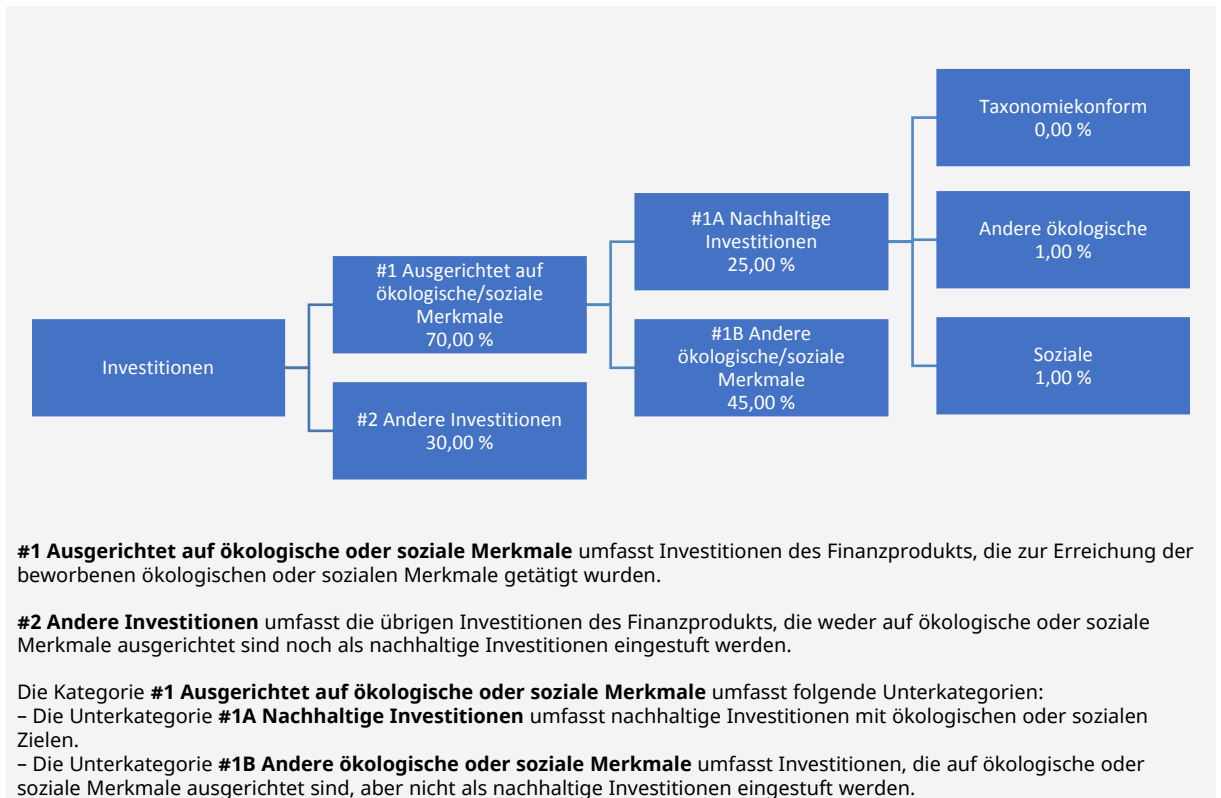 Investitionen
#1 Ausgerichtet auf
ökologische/soziale
Merkmale
70,00 %
#2 Andere Investitionen
30,00 %
#1A Nachhaltige
Investitionen
25,00 %
#1B Andere
ökologische/soziale
Merkmale
45,00 %
Taxonomiekonform
0,00 %
Andere ökologische
1,00 %
Soziale
1,00 %
#1 Ausgerichtet auf ökologische oder soziale Merkmale umfasst Investitionen des Finanzprodukts, die zur Erreichung der
beworbenen ökologischen oder sozialen Merkmale getätigt wurden.
#2 Andere Investitionen umfasst die übrigen Investitionen des Finanzprodukts, die weder auf ökologische oder soziale
Merkmale ausgerichtet sind noch als nachhaltige Investitionen eingestuft werden.
Die Kategorie #1 Ausgerichtet auf ökologische oder soziale Merkmale umfasst folgende Unterkategorien:
– Die Unterkategorie #1A Nachhaltige Investitionen umfasst nachhaltige Investitionen mit ökologischen oder sozialen
Zielen.
– Die Unterkategorie #1B Andere ökologische oder soziale Merkmale umfasst Investitionen, die auf ökologische oder
soziale Merkmale ausgerichtet sind, aber nicht als nachhaltige Investitionen eingestuft werden.